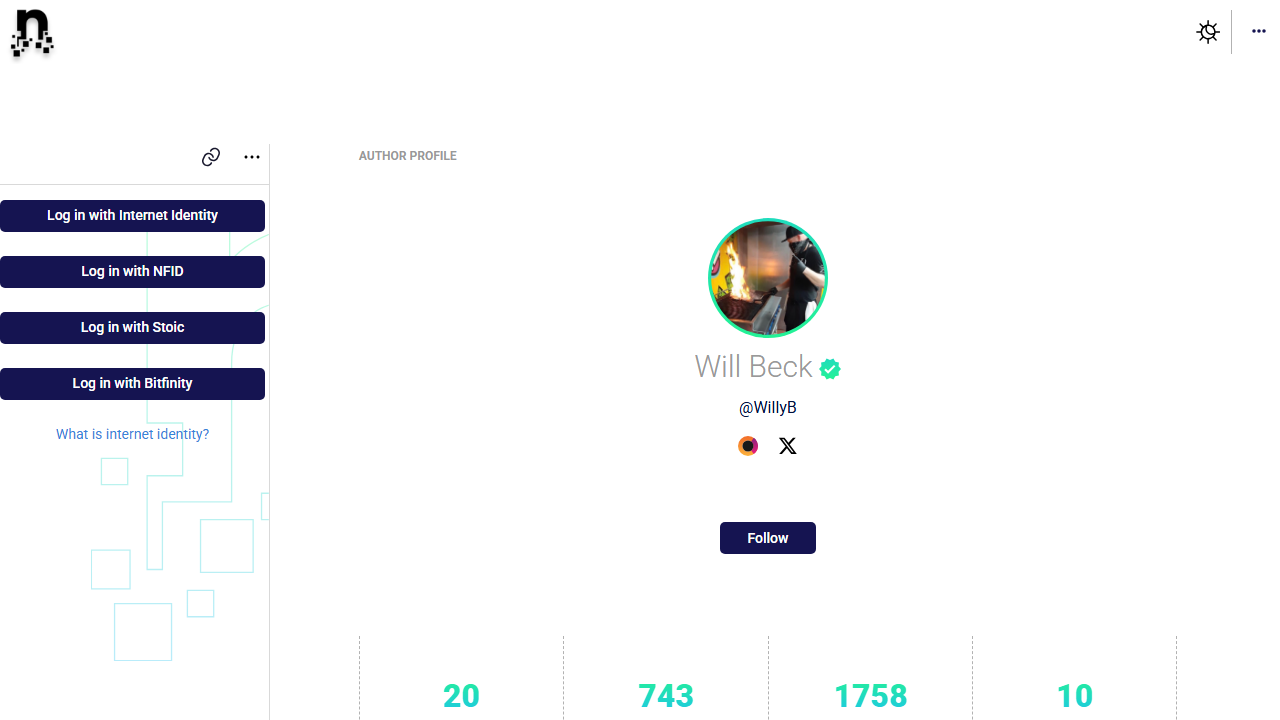 n
AUTHOR PROFILE
Log in with Internet Identity
Log in with NFID
Log in with Stoic
Log in with Bitfinity
What is internet identity?
Will Beck
@WillyB
Follow
20
743
1758
10